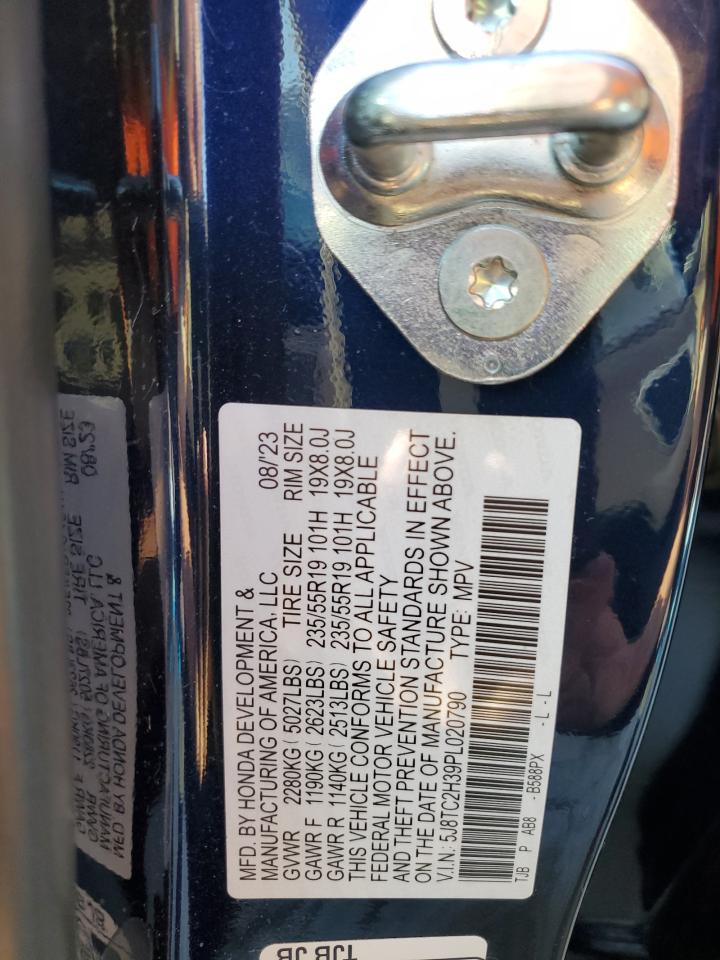 MFD. BY HONDA DEVELOPMENT &
MANUFACTURING OF AMERICA, LLC 08/'23
GVWR 2280KG ( 5027LBS) TIRE SIZE RIM SIZE
GAWR F 1190KG ( 2623LBS) 235/55R19 101H 19X8.0J
GAWR R 1140KG ( 2513LBS) 235/55R19 101H 19X8.0J
THIS VEHICLE CONFORMS TO ALL APPLICABLE
FEDERAL MOTOR VEHICLE SAFETY
AND THEFT PREVENTION STANDARDS IN EFFECT
ON THE DATE OF MANUFACTURE SHOWN ABOVE.
V.I.N.: 5J8TC2H39PL020790 TYPE: MPV
TJB P AB8 -B588PX -L -L
TJB JB